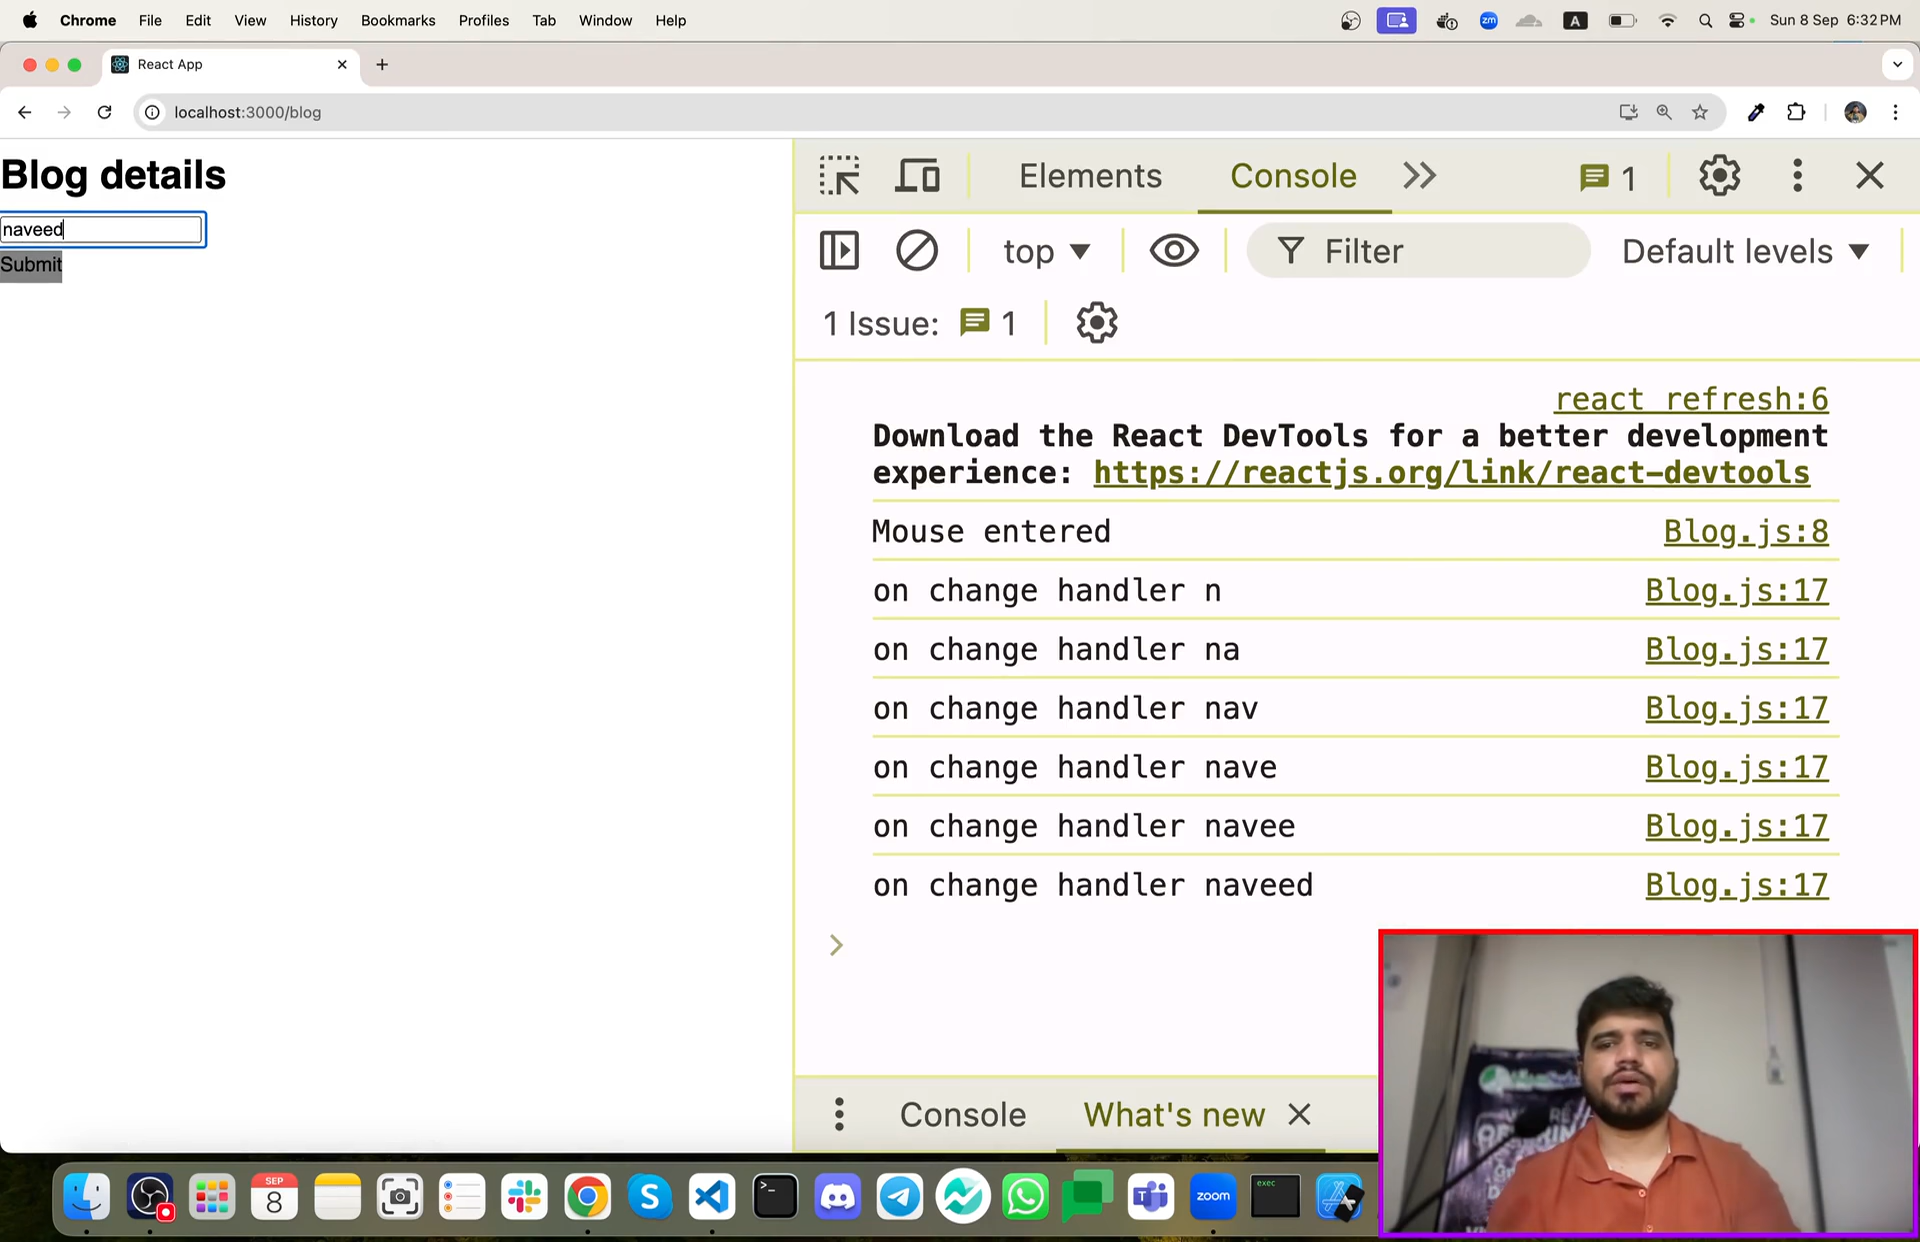 Chrome File Edit View History Bookmarks Profiles Tab Window Help
zm A Sun 8 Sep 6:32 PM
React App
localhost:3000/blog
Blog details
naveed
Submit
Elements Console 1
top Filter Default levels
1 Issue: 1
react refresh:6
Download the React DevTools for a better development
experience: https://reactjs.org/link/react-devtools
Mouse entered Blog.js:8
on change handler n Blog.js:17
on change handler na Blog.js:17
on change handler nav Blog.js:17
on change handler nave Blog.js:17
on change handler navee Blog.js:17
on change handler naveed Blog.js:17
Console What's new
SEP
8
S
zoom
exec